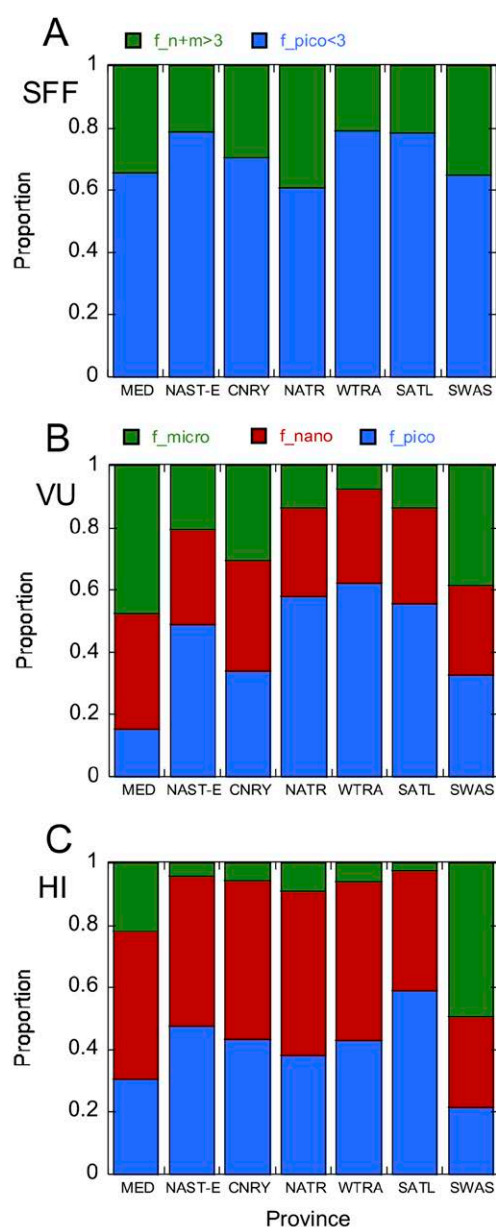 A
f_n+m>3 f_pico<3
SFF
1
0.8
0.6
0.4
0.2
0
Proportion
MED NAST-E CNRY NATR WTRA SATL SWAS
B
f_micro f_nano f_pico
VU
1
0.8
0.6
0.4
0.2
0
Proportion
MED NAST-E CNRY NATR WTRA SATL SWAS
C
HI
1
0.8
0.6
0.4
0.2
0
Proportion
MED NAST-E CNRY NATR WTRA SATL SWAS
Province